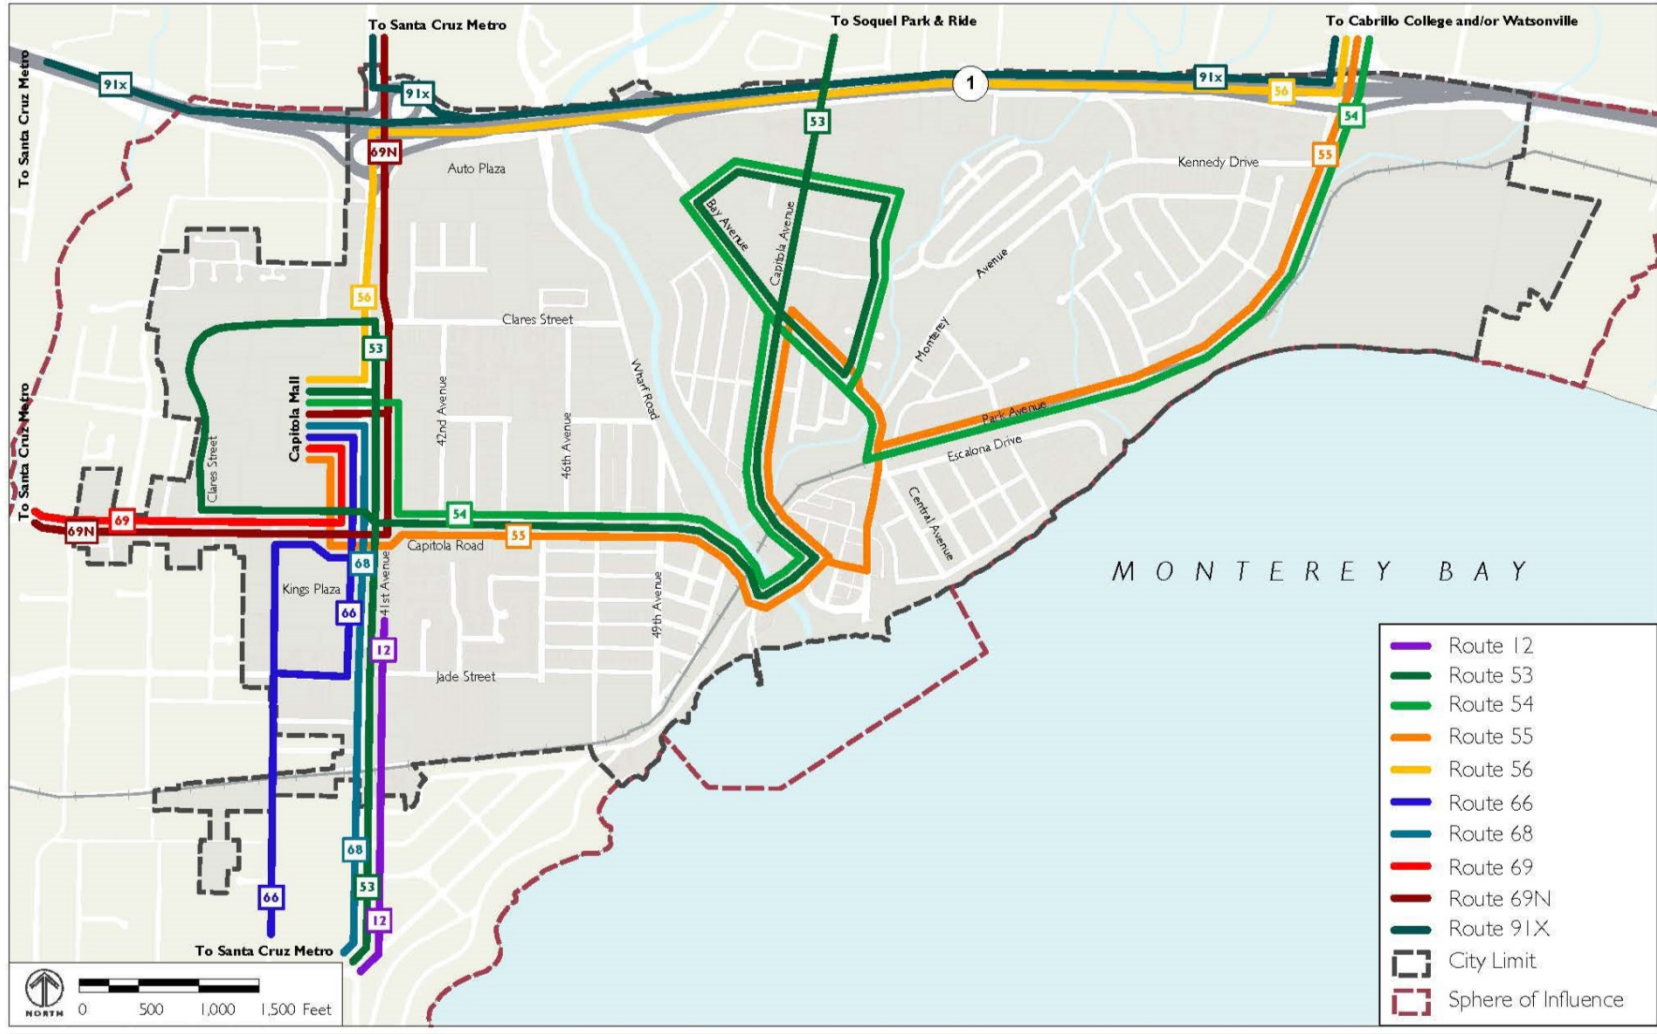 To Santa Cruz Metro
To Soquel Park & Ride
To Cabrillo College and/or Watsonville
To Santa Cruz Metro
91x
91x
1
91x
56
53
54
69N
55
Auto Plaza
Kennedy Drive
Bay Avenue
Capitola Avenue
Monterey
Avenue
56
Clares Street
53
Wharf Road
Capitola Mall
42nd Avenue
46th Avenue
Park Avenue
Escalona Drive
To Santa Cruz Metro
Clares Street
Central Avenue
69
69N
54
55
Capitola Road
68
41st Avenue
Kings Plaza
66
49th Avenue
MONTEREY BAY
12
Jade Street
68
53
66
12
To Santa Cruz Metro
NORTH
0 500 1,000 1,500 Feet
Route 12
Route 53
Route 54
Route 55
Route 56
Route 66
Route 68
Route 69
Route 69N
Route 91X
City Limit
Sphere of Influence